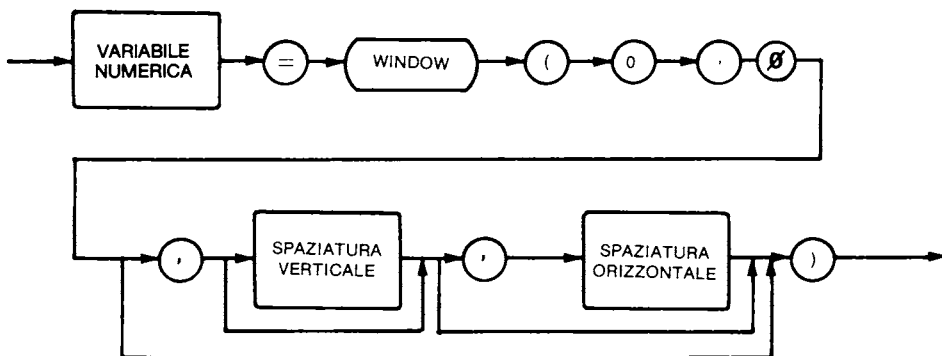 VARIABILE
NUMERICA
=
WINDOW
(
0
,
Ø
,
SPAZIATURA
VERTICALE
,
SPAZIATURA
ORIZZONTALE
)